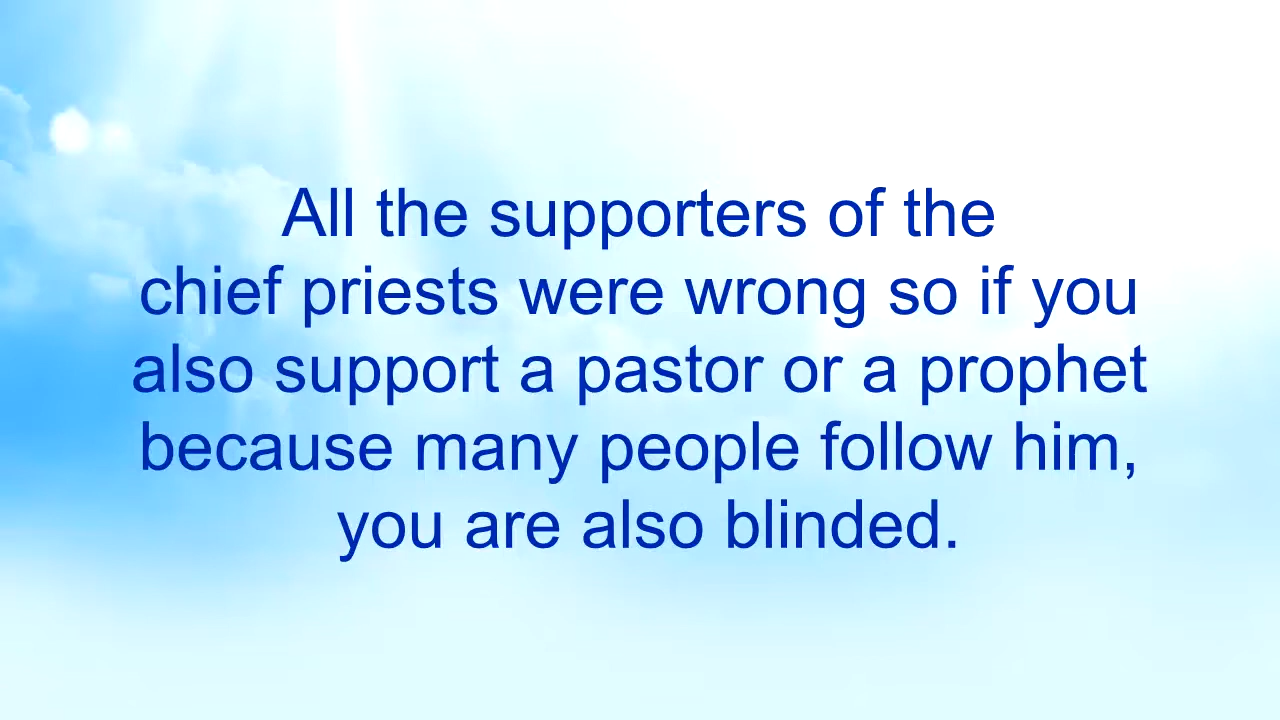 All the supporters of the
chief priests were wrong so if you
also support a pastor or a prophet
because many people follow him,
you are also blinded.